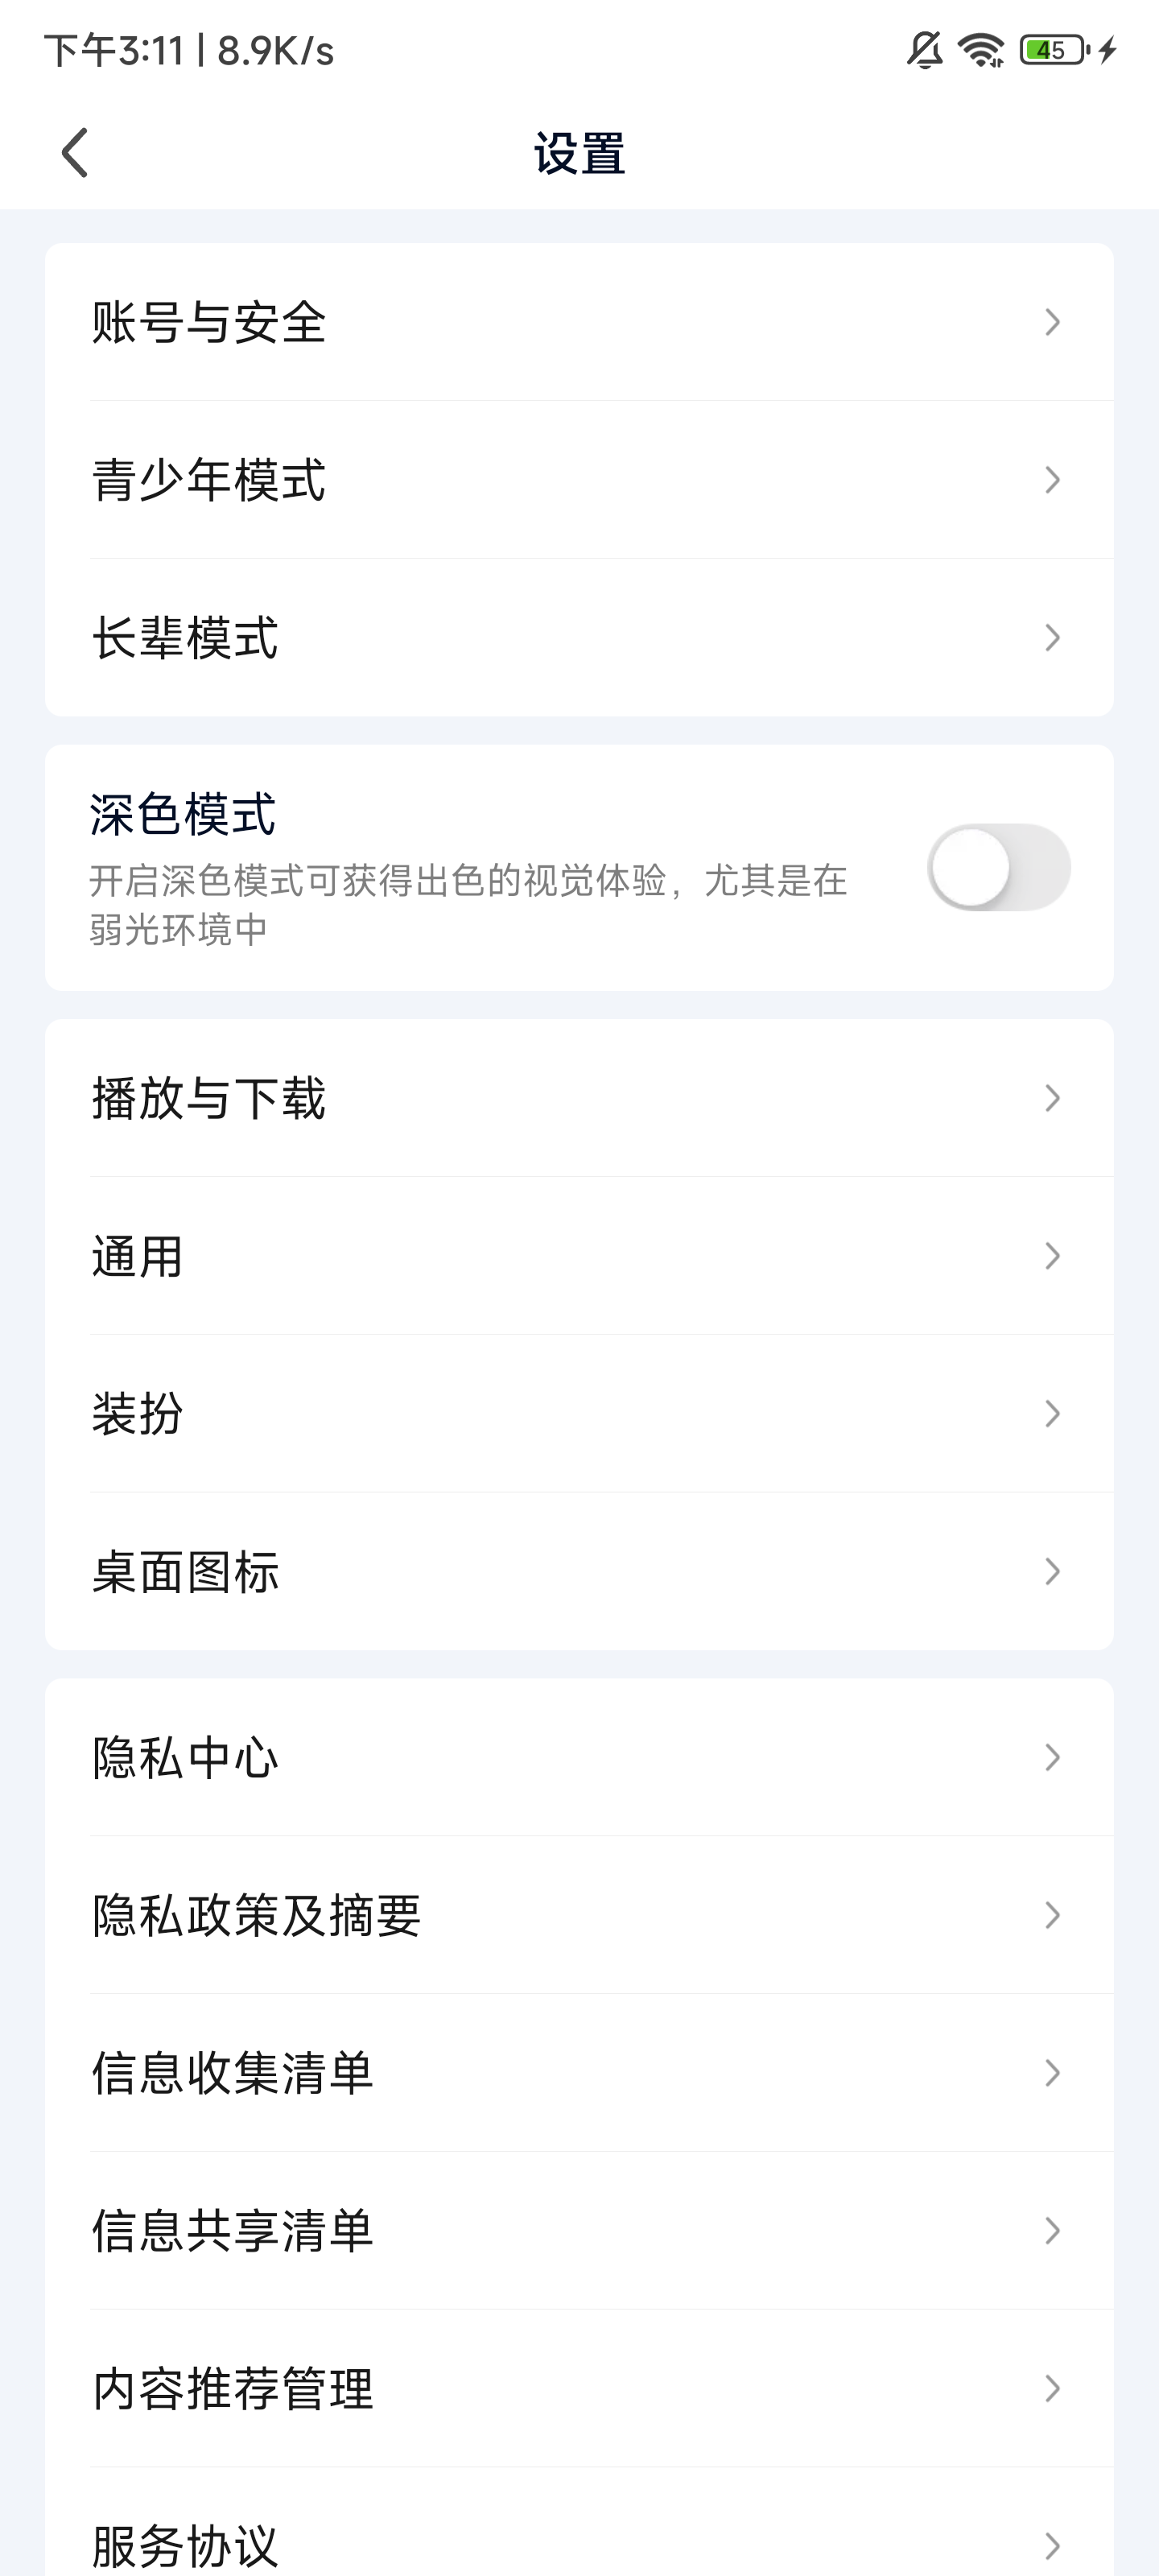 下午3:11 | 8.9K/s
45
设置
账号与安全
青少年模式
长辈模式
深色模式
开启深色模式可获得出色的视觉体验，尤其是在
弱光环境中
播放与下载
通用
装扮
桌面图标
隐私中心
隐私政策及摘要
信息收集清单
信息共享清单
内容推荐管理
服务协议